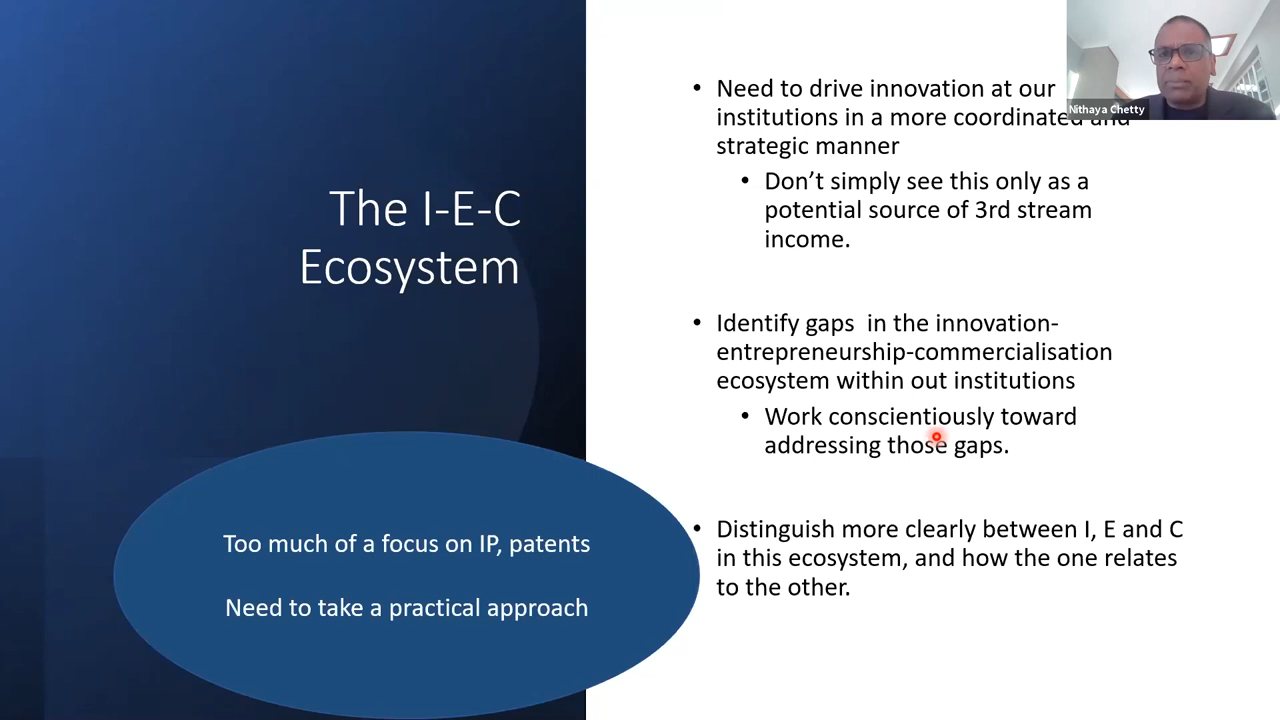 The I-E-C
Ecosystem
Too much of a focus on IP, patents
Need to take a practical approach
• Need to drive innovation at our
institutions in a more coordinated and
strategic manner
• Don’t simply see this only as a
potential source of 3rd stream
income.
• Identify gaps  in the innovation-
entrepreneurship-commercialisation
ecosystem within out institutions
• Work conscientiously toward
addressing those gaps.
• Distinguish more clearly between I, E and C
in this ecosystem, and how the one relates
to the other.
Nithaya Chetty